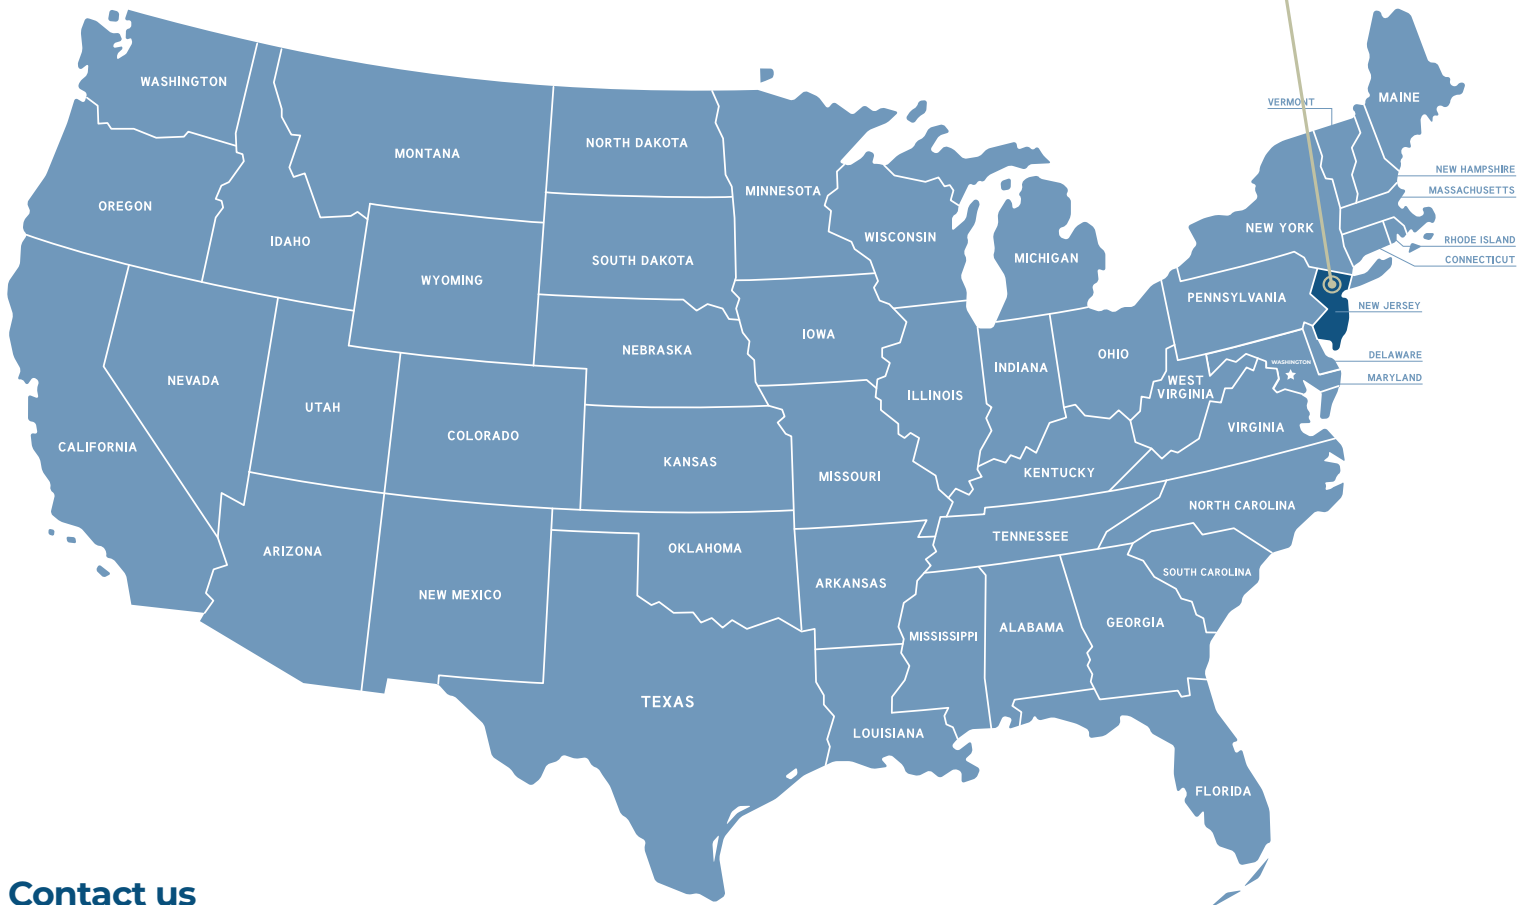 WASHINGTON
MAINE
VERMONT
MONTANA
NORTH DAKOTA
MINNESOTA
NEW HAMPSHIRE
MASSACHUSETTS
OREGON
IDAHO
WISCONSIN
NEW YORK
RHODE ISLAND
CONNECTICUT
SOUTH DAKOTA
MICHIGAN
WYOMING
PENNSYLVANIA
NEW JERSEY
IOWA
NEBRASKA
OHIO
DELAWARE
WASHINGTON
INDIANA
NEVADA
MARYLAND
WEST
VIRGINIA
ILLINOIS
UTAH
COLORADO
VIRGINIA
CALIFORNIA
KANSAS
MISSOURI
KENTUCKY
NORTH CAROLINA
TENNESSEE
ARIZONA
OKLAHOMA
SOUTH CAROLINA
ARKANSAS
NEW MEXICO
GEORGIA
ALABAMA
MISSISSIPPI
TEXAS
LOUISIANA
FLORIDA
Contact us